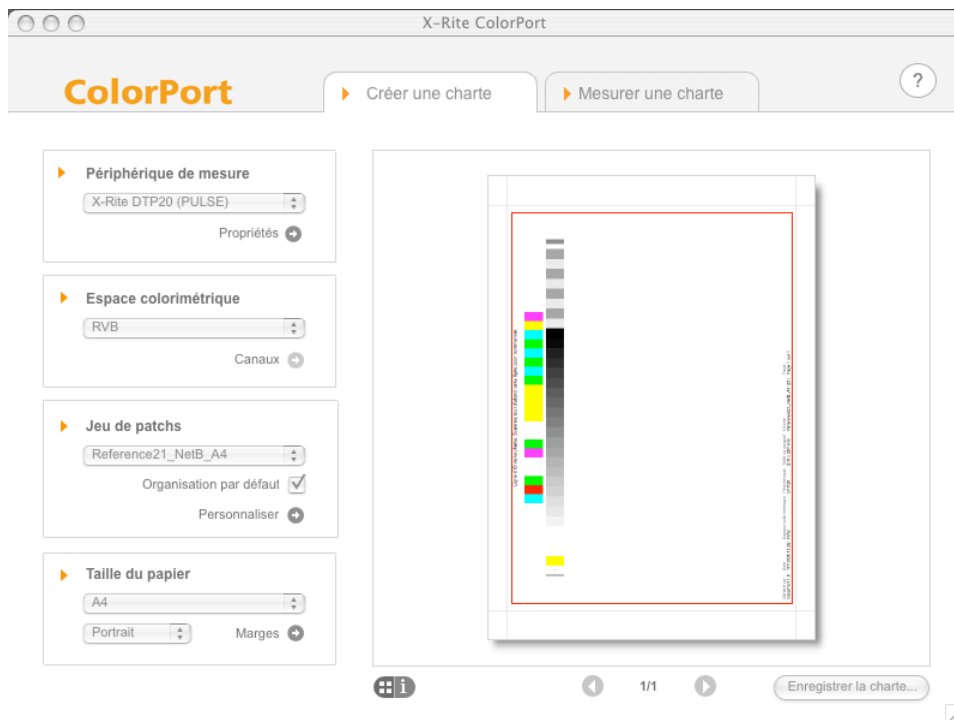 X-Rite ColorPort
ColorPort
Créer une charte
Mesurer une charte
?
Périphérique de mesure
X-Rite DTP20 (PULSE)
Propriétés
Espace colorimétrique
RVB
Canaux
Jeu de patchs
Reference21_NetB_A4
Organisation par défaut
Personnaliser
Taille du papier
A4
Portrait
Marges
i
1/1
Enregistrer la charte...